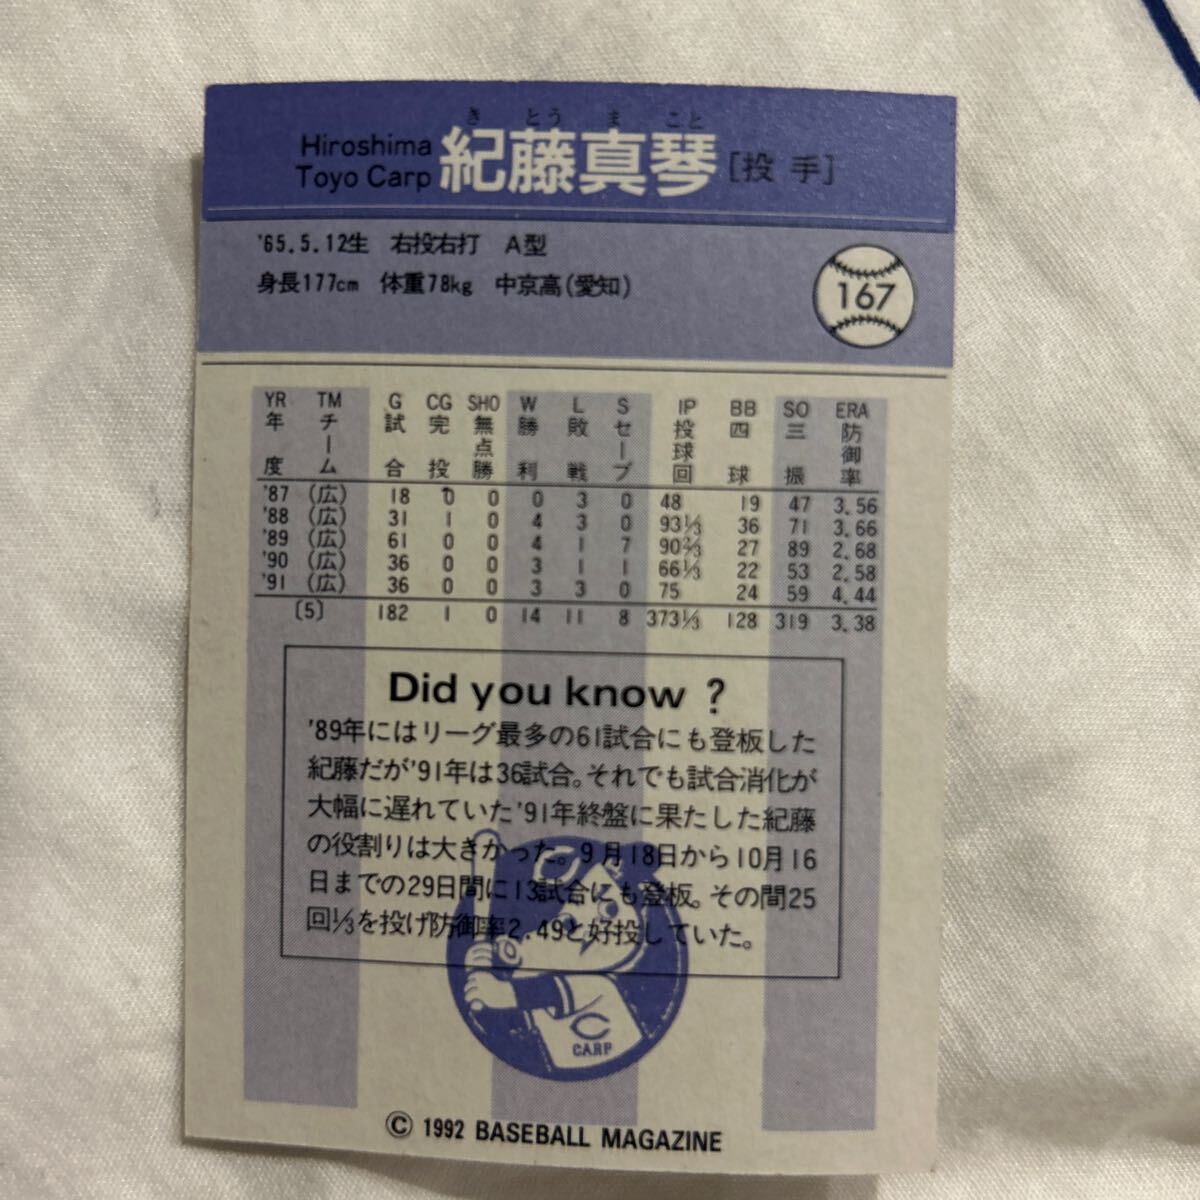 き とう ま こと
Hiroshima
Toyo Carp 紀藤真琴 [投手]
'65.5.12生 右投右打 A型
身長177cm 体重78kg 中京高(愛知)
167
YR TM G CG SHO W L S IP BB SO ERA
年度 チーム 試合 完投 無点勝 勝利 敗戦 セーブ 投球回 四球 三振 防御率
'87 (広) 18 0 0 0 3 0 48 19 47 3.56
'88 (広) 31 1 0 4 3 0 93⅓ 36 71 3.66
'89 (広) 61 0 0 4 1 7 90⅔ 27 89 2.68
'90 (広) 36 0 0 3 1 1 66⅓ 22 53 2.58
'91 (広) 36 0 0 3 3 0 75 24 59 4.44
〔5〕 182 1 0 14 11 8 373⅓ 128 319 3.38
Did you know ?
'89年にはリーグ最多の61試合にも登板した
紀藤だが'91年は36試合。それでも試合消化が
大幅に遅れていた'91年終盤に果たした紀藤
の役割りは大きかった。9月18日から10月16
日までの29日間に13試合にも登板。その間25
回⅓を投げ防御率2.49と好投していた。
C
CARP
© 1992 BASEBALL MAGAZINE